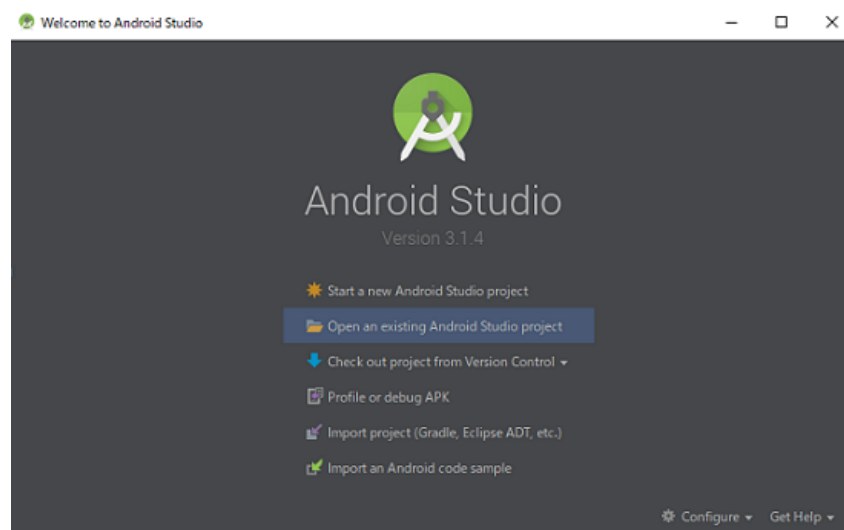 Welcome to Android Studio
Android Studio
Version 3.1.4
Start a new Android Studio project
Open an existing Android Studio project
Check out project from Version Control
Profile or debug APK
Import project (Gradle, Eclipse ADT, etc.)
Import an Android code sample
Configure Get Help